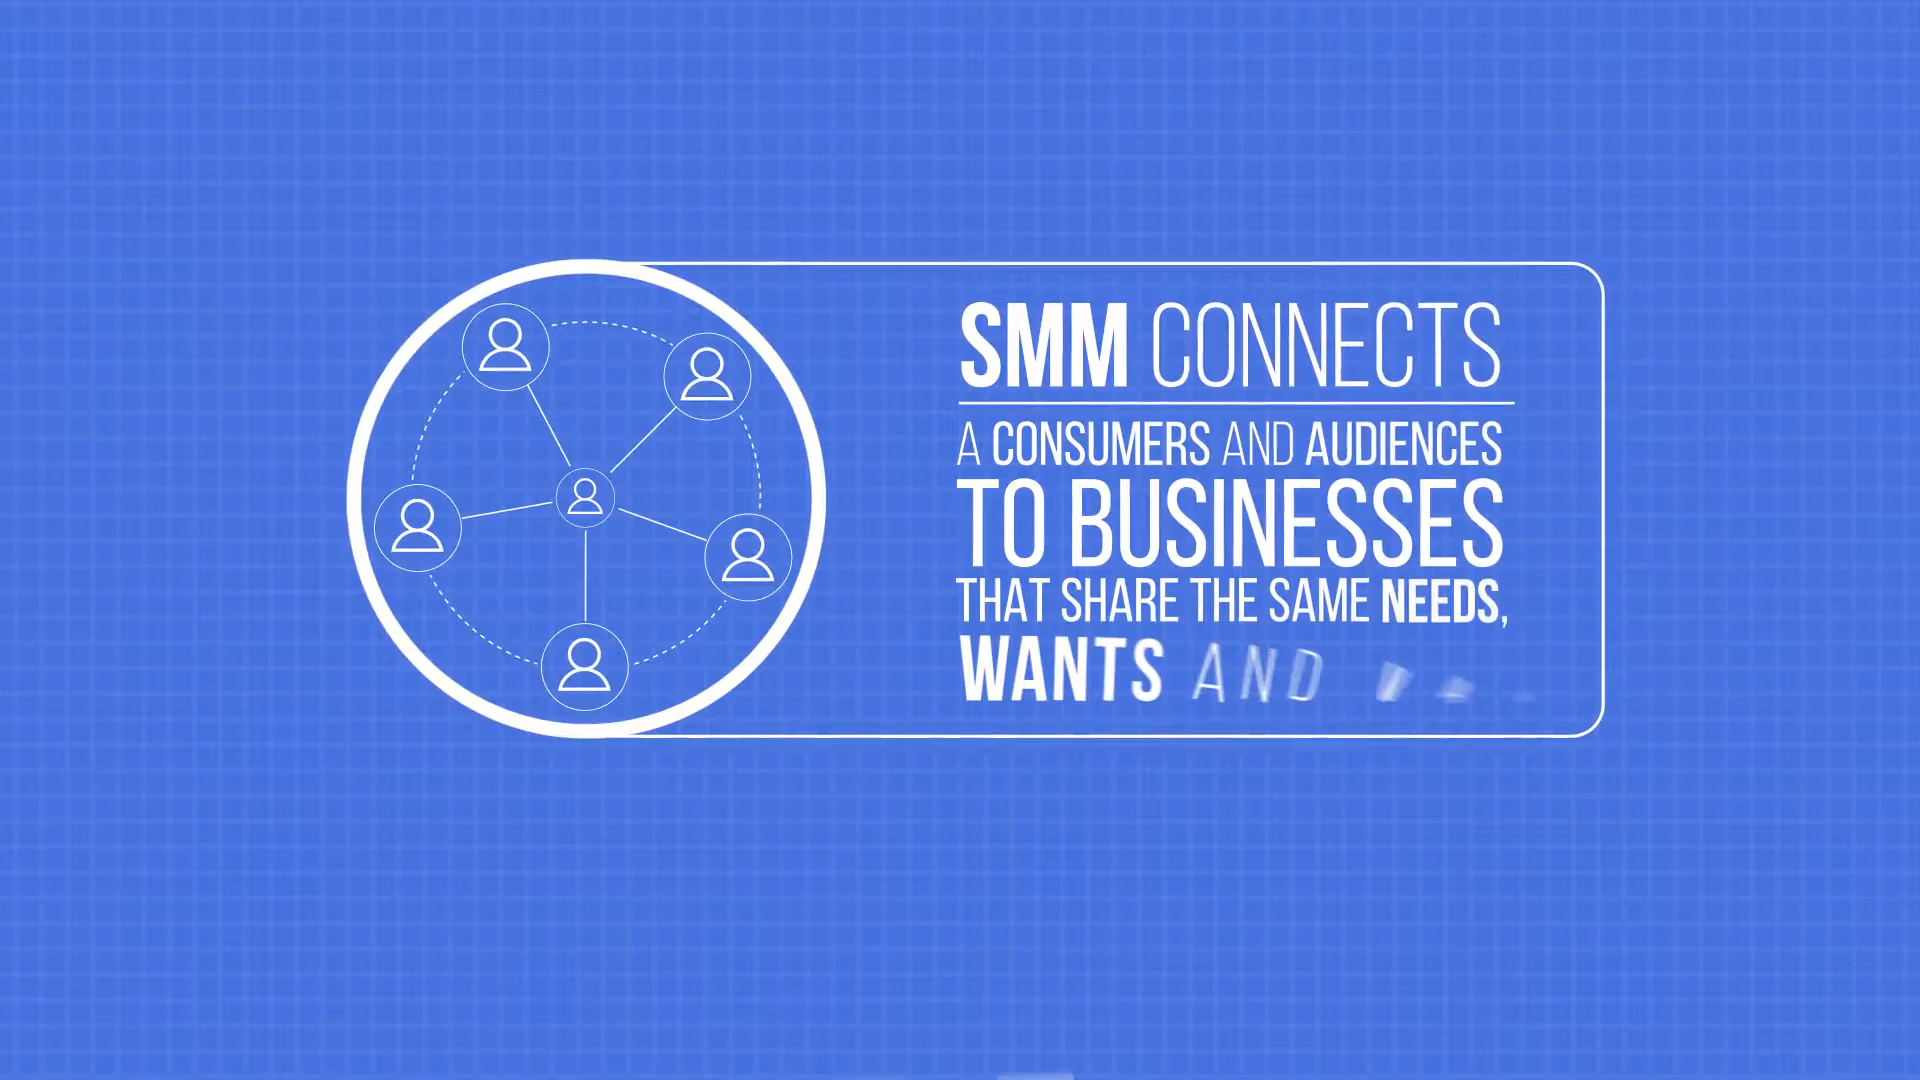 SMM CONNECTS
A CONSUMERS AND AUDIENCES
TO BUSINESSES
THAT SHARE THE SAME NEEDS,
WANTS AND